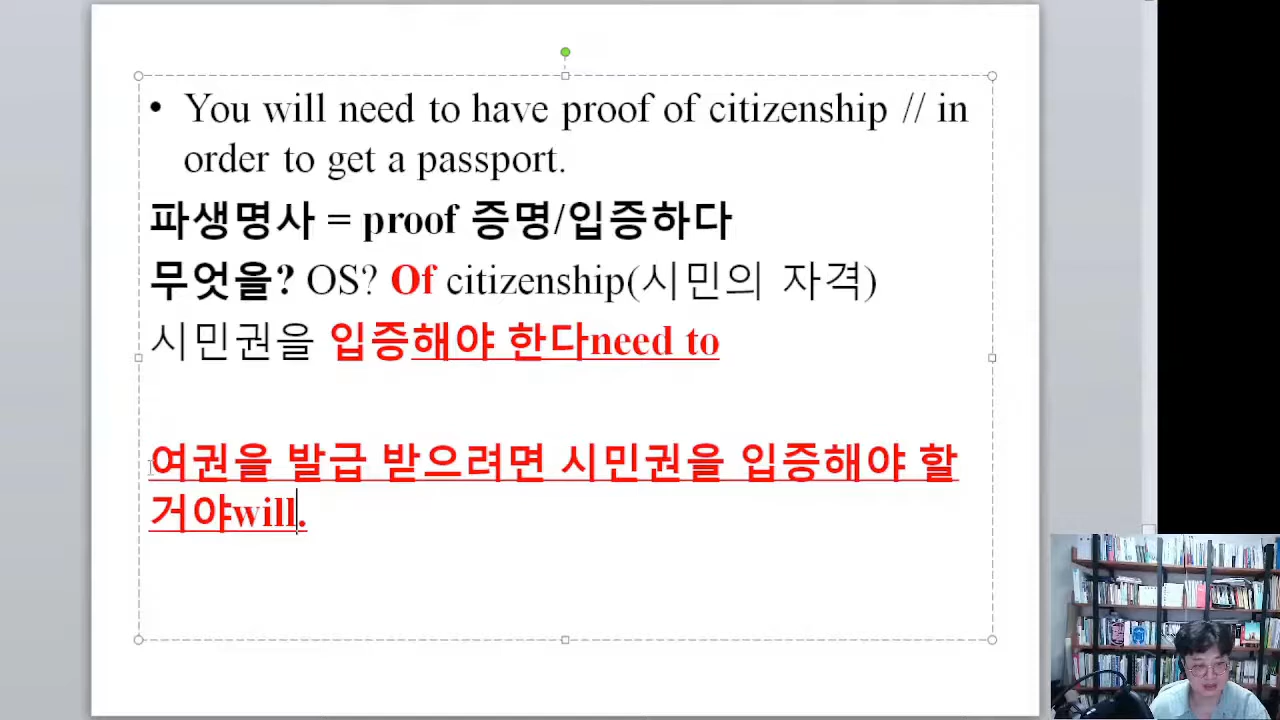 • You will need to have proof of citizenship // in
order to get a passport.
파생명사 = proof 증명/입증하다
무엇을? OS? Of citizenship(시민의 자격)
시민권을 입증해야 한다need to
여권을 발급 받으려면 시민권을 입증해야 할
거야will.